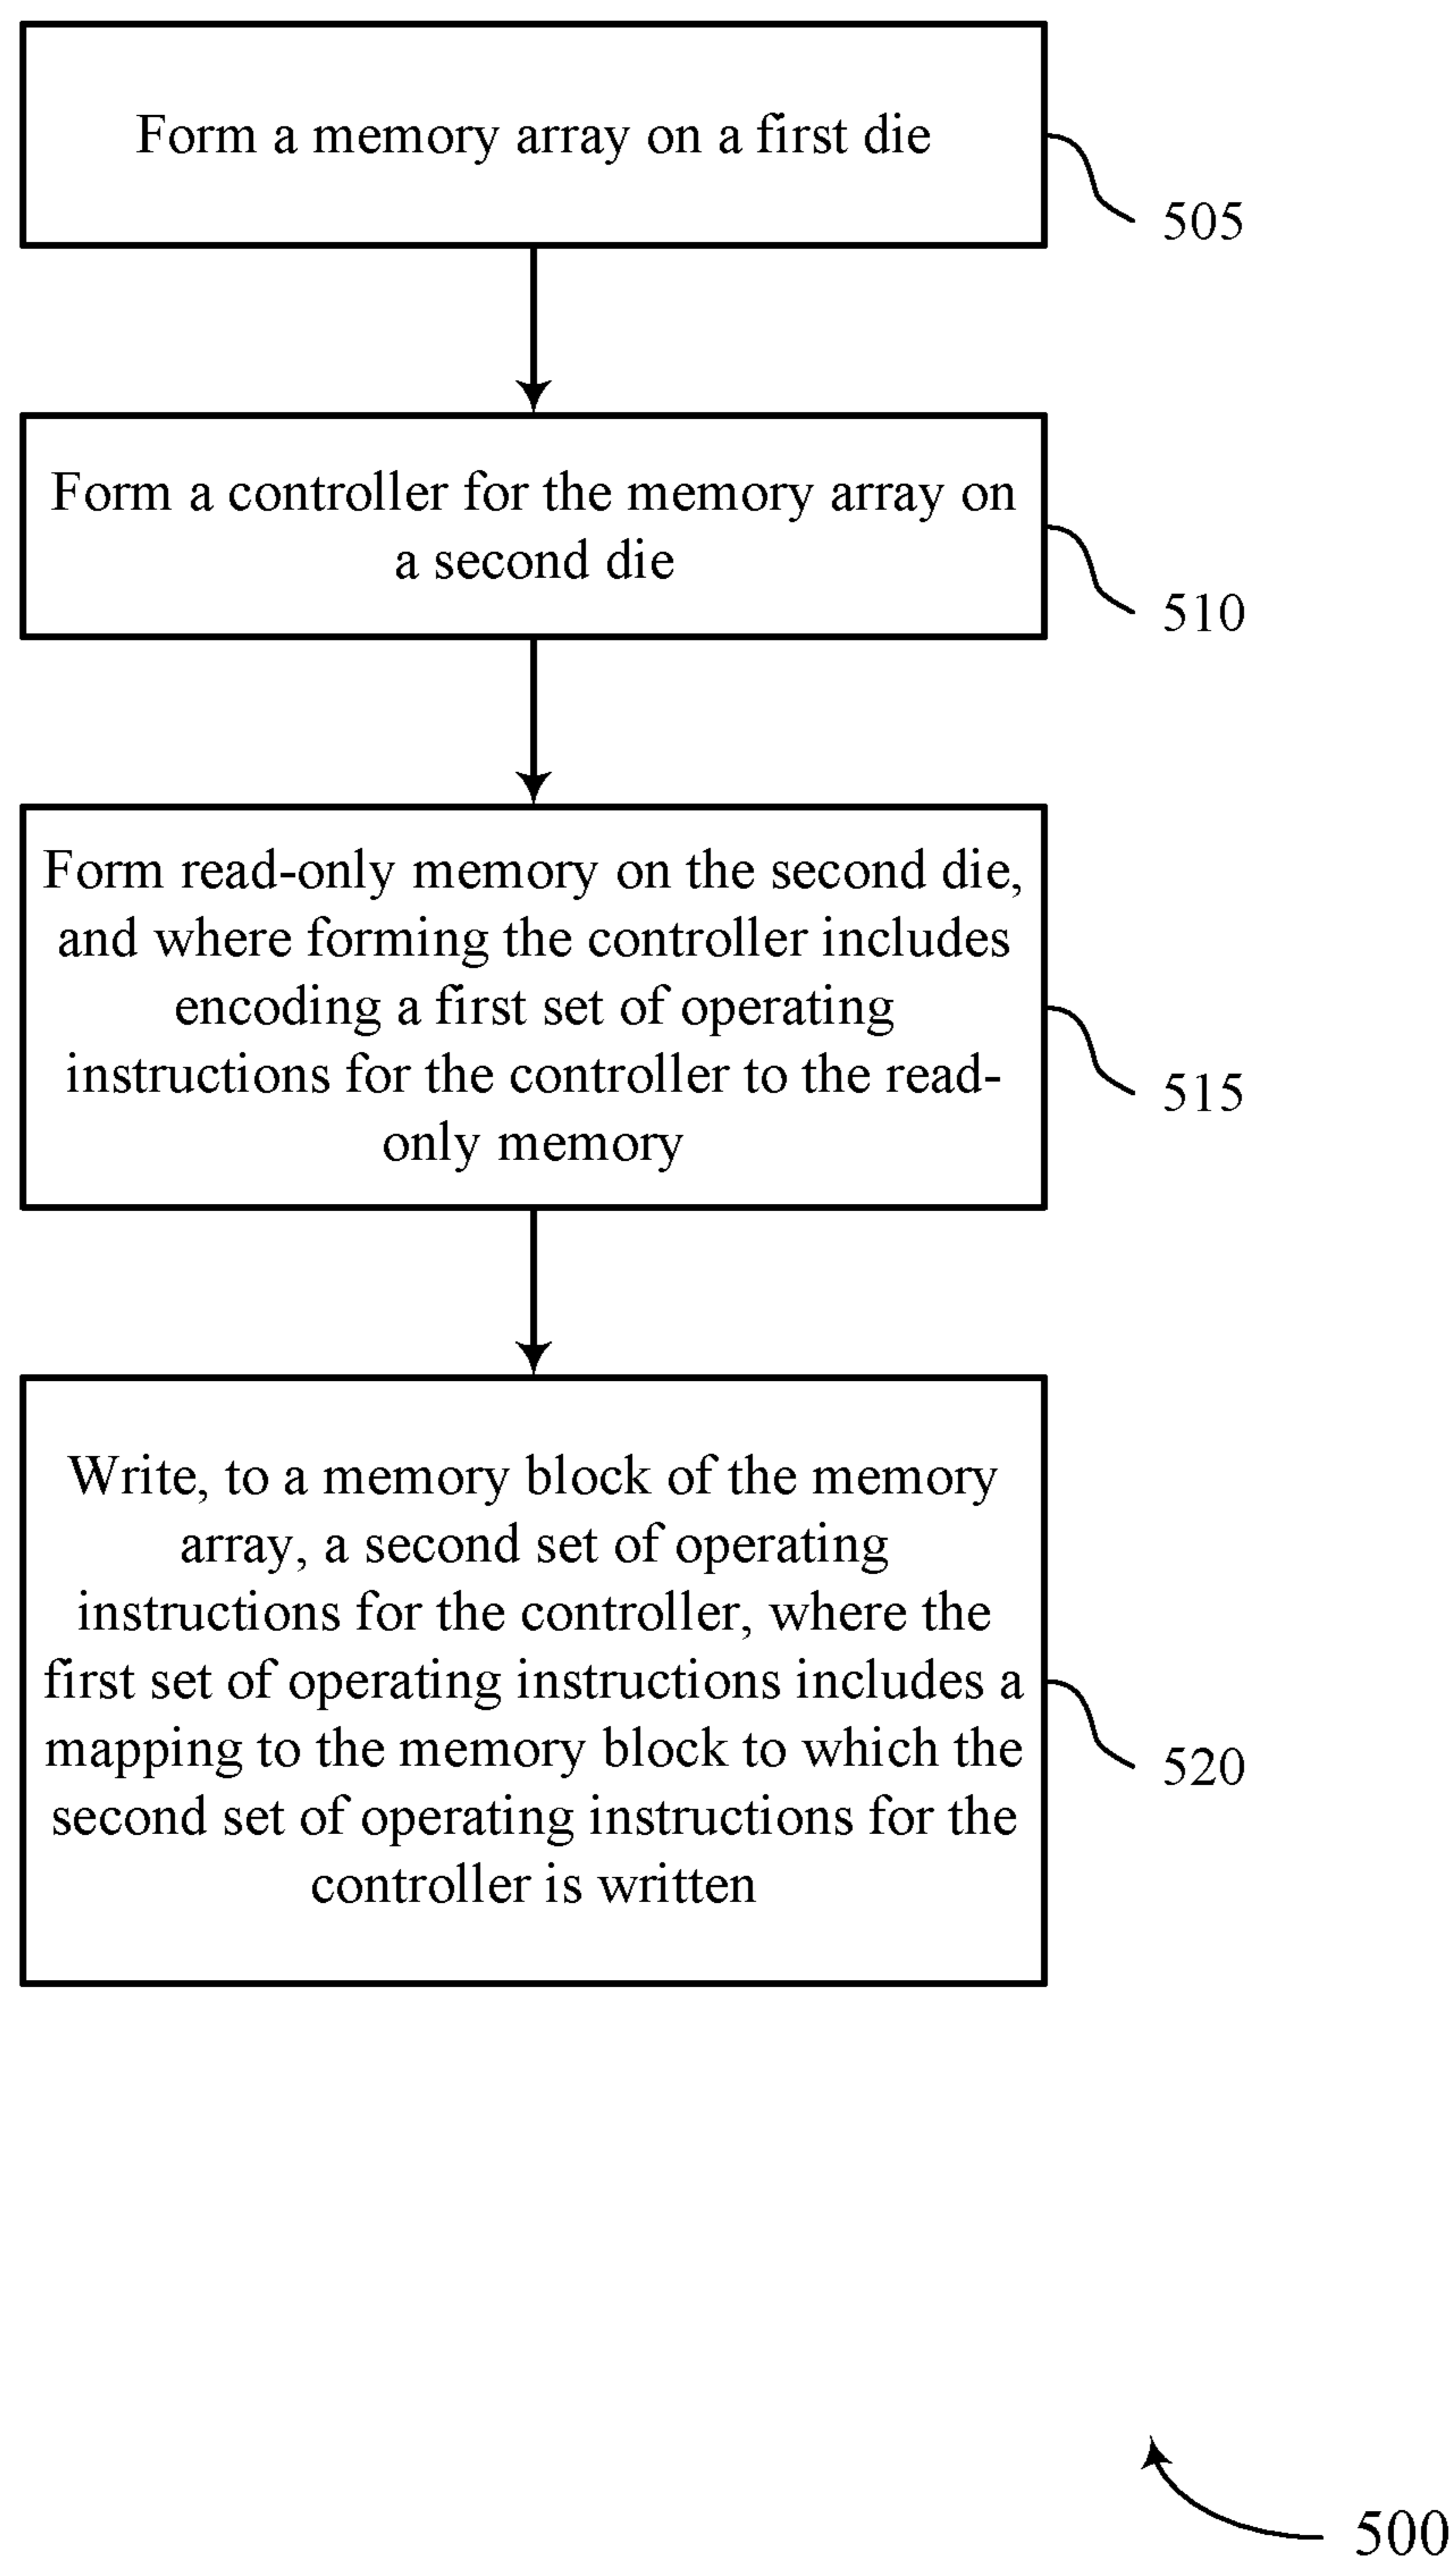 Form a memory array on a first die
505
Form a controller for the memory array on
a second die
510
Form read-only memory on the second die,
and where forming the controller includes
encoding a first set of operating
instructions for the controller to the read-
only memory
515
Write, to a memory block of the memory
array, a second set of operating
instructions for the controller, where the
first set of operating instructions includes a
mapping to the memory block to which the
second set of operating instructions for the
controller is written
520
500